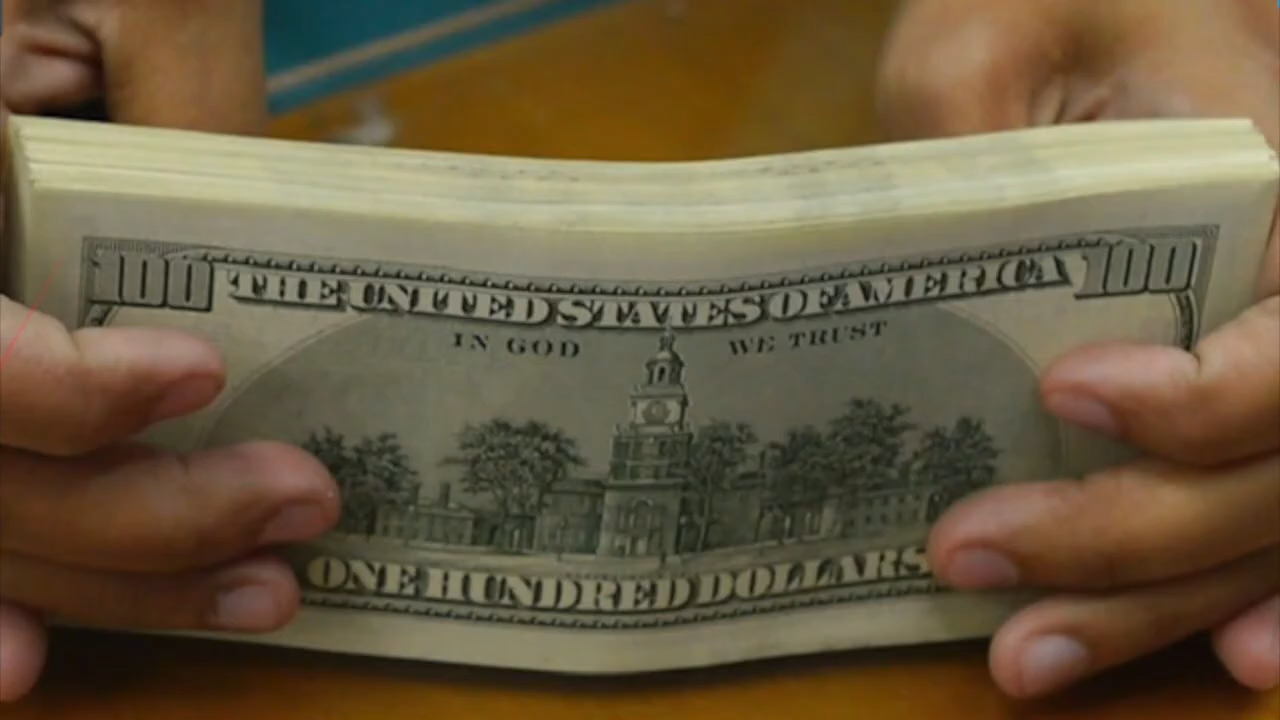 100 THE UNITED STATES OF AMERICA 100
IN GOD WE TRUST
ONE HUNDRED DOLLARS